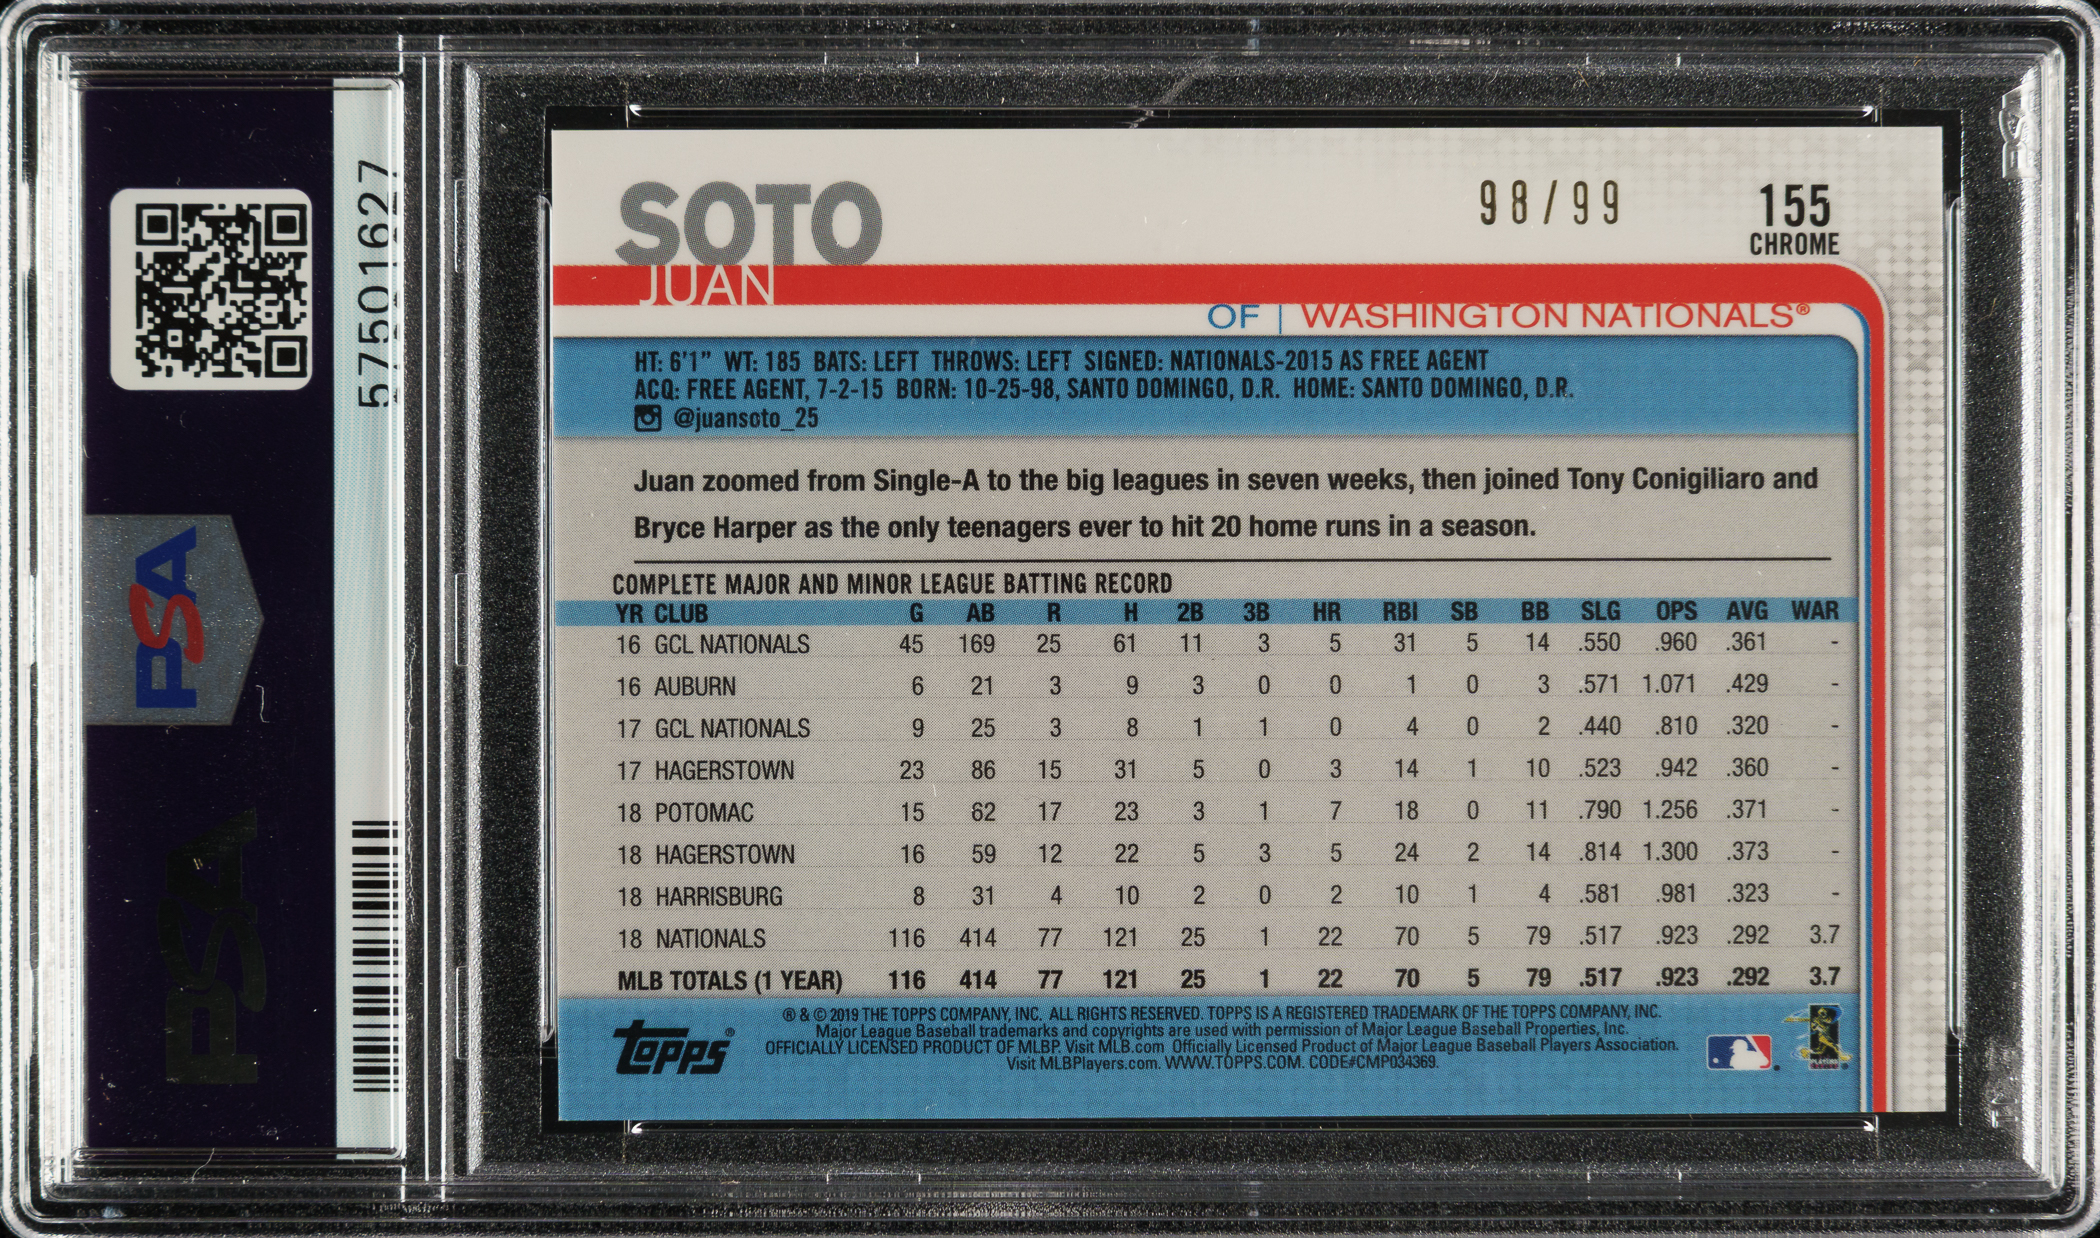 57501627
PSA
PSA
98/99
155
CHROME
SOTO
JUAN
OF | WASHINGTON NATIONALS®
HT: 6'1" WT: 185 BATS: LEFT THROWS: LEFT SIGNED: NATIONALS-2015 AS FREE AGENT
ACQ: FREE AGENT, 7-2-15 BORN: 10-25-98, SANTO DOMINGO, D.R. HOME: SANTO DOMINGO, D.R.
@juansoto_25
Juan zoomed from Single-A to the big leagues in seven weeks, then joined Tony Conigiliaro and
Bryce Harper as the only teenagers ever to hit 20 home runs in a season.
COMPLETE MAJOR AND MINOR LEAGUE BATTING RECORD
YR CLUB G AB R H 2B 3B HR RBI SB BB SLG OPS AVG WAR
16 GCL NATIONALS 45 169 25 61 11 3 5 31 5 14 .550 .960 .361 -
16 AUBURN 6 21 3 9 3 0 0 1 0 3 .571 1.071 .429 -
17 GCL NATIONALS 9 25 3 8 1 1 0 4 0 2 .440 .810 .320 -
17 HAGERSTOWN 23 86 15 31 5 0 3 14 1 10 .523 .942 .360 -
18 POTOMAC 15 62 17 23 3 1 7 18 0 11 .790 1.256 .371 -
18 HAGERSTOWN 16 59 12 22 5 3 5 24 2 14 .814 1.300 .373 -
18 HARRISBURG 8 31 4 10 2 0 2 10 1 4 .581 .981 .323 -
18 NATIONALS 116 414 77 121 25 1 22 70 5 79 .517 .923 .292 3.7
MLB TOTALS (1 YEAR) 116 414 77 121 25 1 22 70 5 79 .517 .923 .292 3.7
topps®
® & © 2019 THE TOPPS COMPANY, INC. ALL RIGHTS RESERVED. TOPPS IS A REGISTERED TRADEMARK OF THE TOPPS COMPANY, INC.
Major League Baseball trademarks and copyrights are used with permission of Major League Baseball Properties, Inc.
OFFICIALLY LICENSED PRODUCT OF MLBP. Visit MLB.com Officially Licensed Product of Major League Baseball Players Association.
Visit MLBPlayers.com. WWW.TOPPS.COM. CODE#CMP034369.